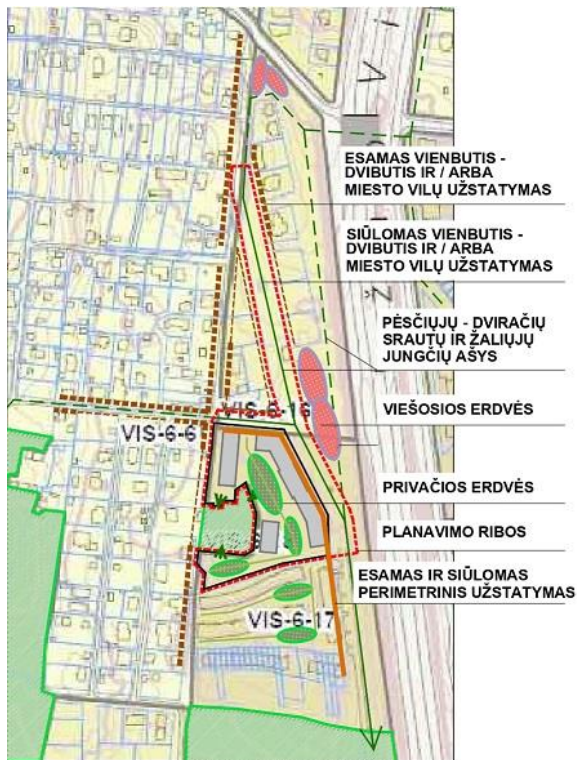 ESAMAS VIENBUTIS -
DVIBUTIS IR / ARBA
MIESTO VILŲ UŽSTATYMAS
SIŪLOMAS VIENBUTIS -
DVIBUTIS IR / ARBA
MIESTO VILŲ UŽSTATYMAS
PĖSČIŲJŲ - DVIRAČIŲ
SRAUTŲ IR ŽALIŲJŲ
JUNGČIŲ AŠYS
VIEŠOSIOS ERDVĖS
VIS-6-16
VIS-6-6
PRIVAČIOS ERDVĖS
PLANAVIMO RIBOS
ESAMAS IR SIŪLOMAS
PERIMETRINIS UŽSTATYMAS
VIS-6-17